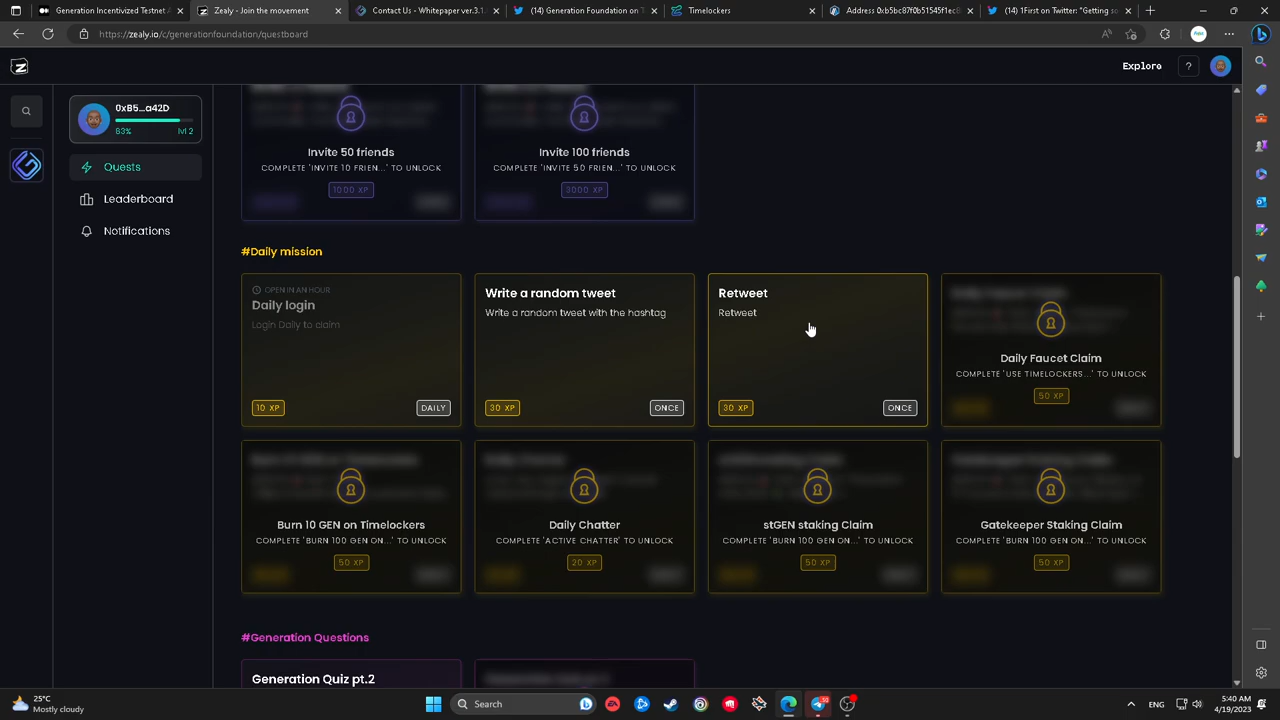 Generation Incentivized Testnet A
Zealy - Join the movement
Contact Us - Whitepaper ver.3.1.
(14) Generation Foundation on T
Timelockers
Address 0xb5bc87f0b51545f1ec8
(14) 1First on Twitter: "Getting s
https://zealy.io/c/generationfoundation/questboard
Explore
?
0xB5...a42D
83%
lvl 2
Quests
Leaderboard
Notifications
Invite 50 friends
COMPLETE 'INVITE 10 FRIEN...' TO UNLOCK
1000 XP
Invite 100 friends
COMPLETE 'INVITE 50 FRIEN...' TO UNLOCK
3000 XP
#Daily mission
OPEN IN AN HOUR
Daily login
Login Daily to claim
10 XP
DAILY
Write a random tweet
Write a random tweet with the hashtag
30 XP
ONCE
Retweet
Retweet
30 XP
ONCE
Daily Faucet Claim
COMPLETE 'USE TIMELOCKERS...' TO UNLOCK
50 XP
Burn 10 GEN on Timelockers
COMPLETE 'BURN 100 GEN ON...' TO UNLOCK
50 XP
Daily Chatter
COMPLETE 'ACTIVE CHATTER' TO UNLOCK
20 XP
stGEN staking Claim
COMPLETE 'BURN 100 GEN ON...' TO UNLOCK
50 XP
Gatekeeper Staking Claim
COMPLETE 'BURN 100 GEN ON...' TO UNLOCK
50 XP
#Generation Questions
Generation Quiz pt.2
25°C
Mostly cloudy
Search
ENG
5:40 AM
4/19/2023